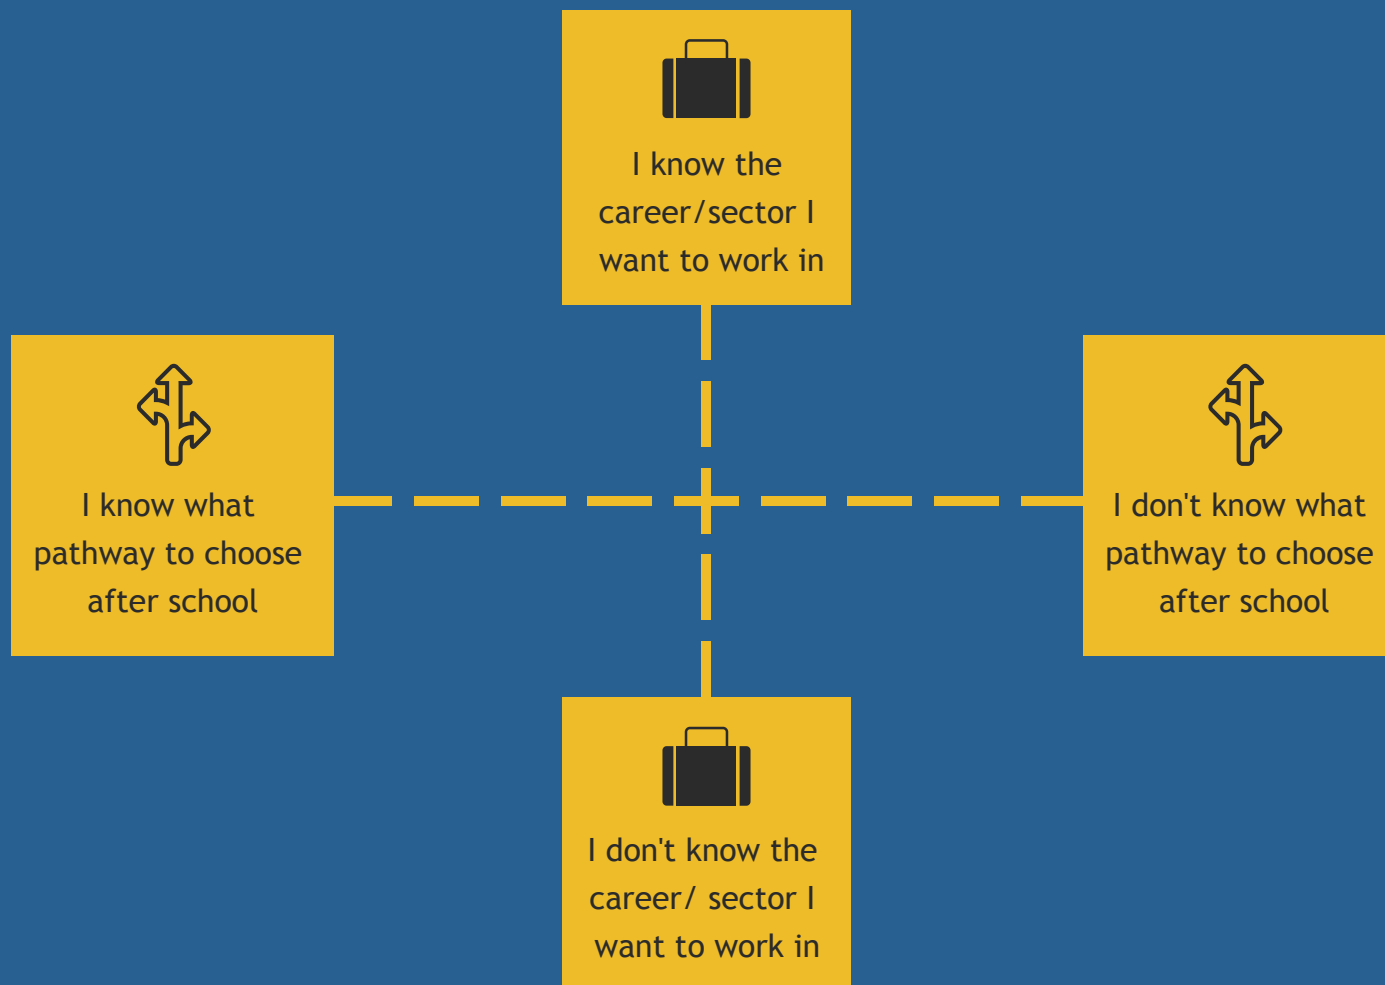 I know the
career/sector I
want to work in
I know what
pathway to choose
after school
I don't know what
pathway to choose
after school
I don't know the
career/ sector I
want to work in